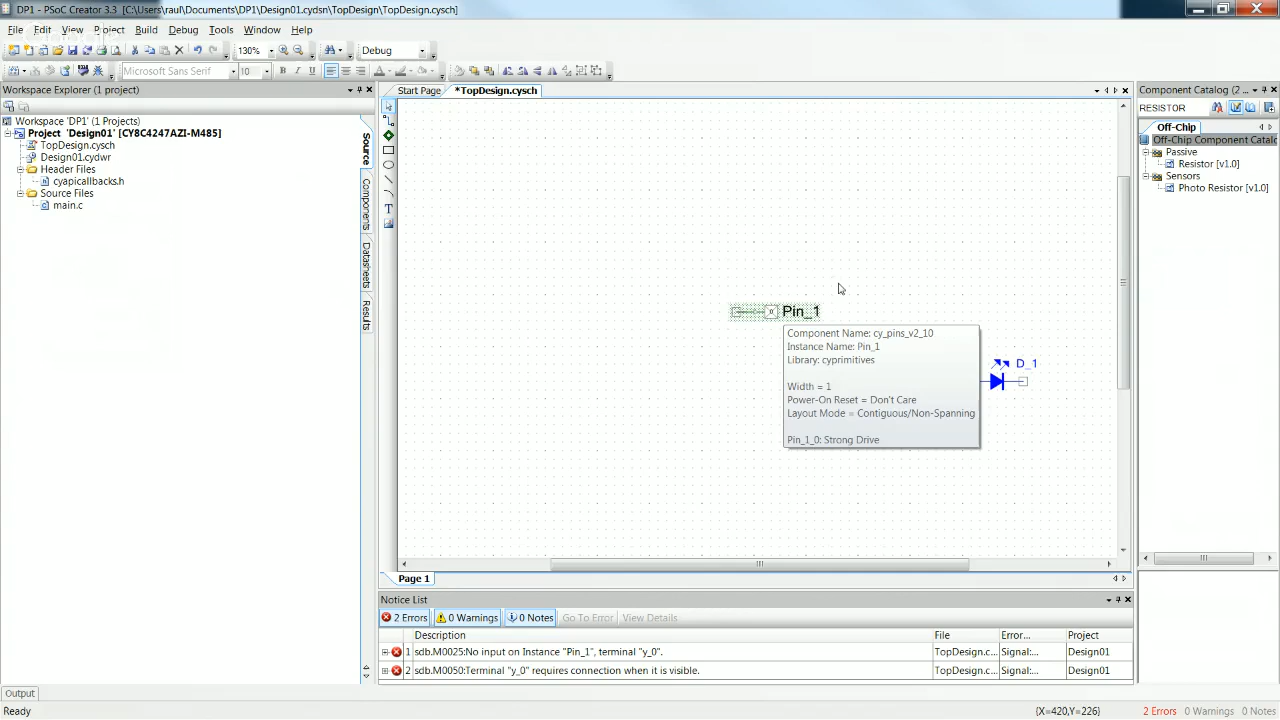 DP1 - PSoC Creator 3.3 [C:\Users\raul\Documents\DP1\Design01.cydsn\TopDesign\TopDesign.cysch]
File Edit View Project Build Debug Tools Window Help
130% Debug
Microsoft Sans Serif 10 B I U
Workspace Explorer (1 project)
Workspace 'DP1' (1 Projects)
Project 'Design01' [CY8C4247AZI-M485]
TopDesign.cysch
Design01.cydwr
Header Files
cyapicallbacks.h
Source Files
main.c
Source
Components
Datasheets
Results
Start Page *TopDesign.cysch
T
Pin_1
Component Name: cy_pins_v2_10
Instance Name: Pin_1
Library: cyprimitives
Width = 1
Power-On Reset = Don't Care
Layout Mode = Contiguous/Non-Spanning
Pin_1_0: Strong Drive
D_1
Page 1
Component Catalog (2 ...
RESISTOR
Off-Chip
Off-Chip Component Catalo
Passive
Resistor [v1.0]
Sensors
Photo Resistor [v1.0]
Notice List
2 Errors 0 Warnings 0 Notes Go To Error View Details
Description File Error... Project
1 sdb.M0025:No input on Instance "Pin_1", terminal "y_0". TopDesign.c... Signal:... Design01
2 sdb.M0050:Terminal "y_0" requires connection when it is visible. TopDesign.c... Signal:... Design01
Output
Ready (X=420,Y=226) 2 Errors 0 Warnings 0 Notes